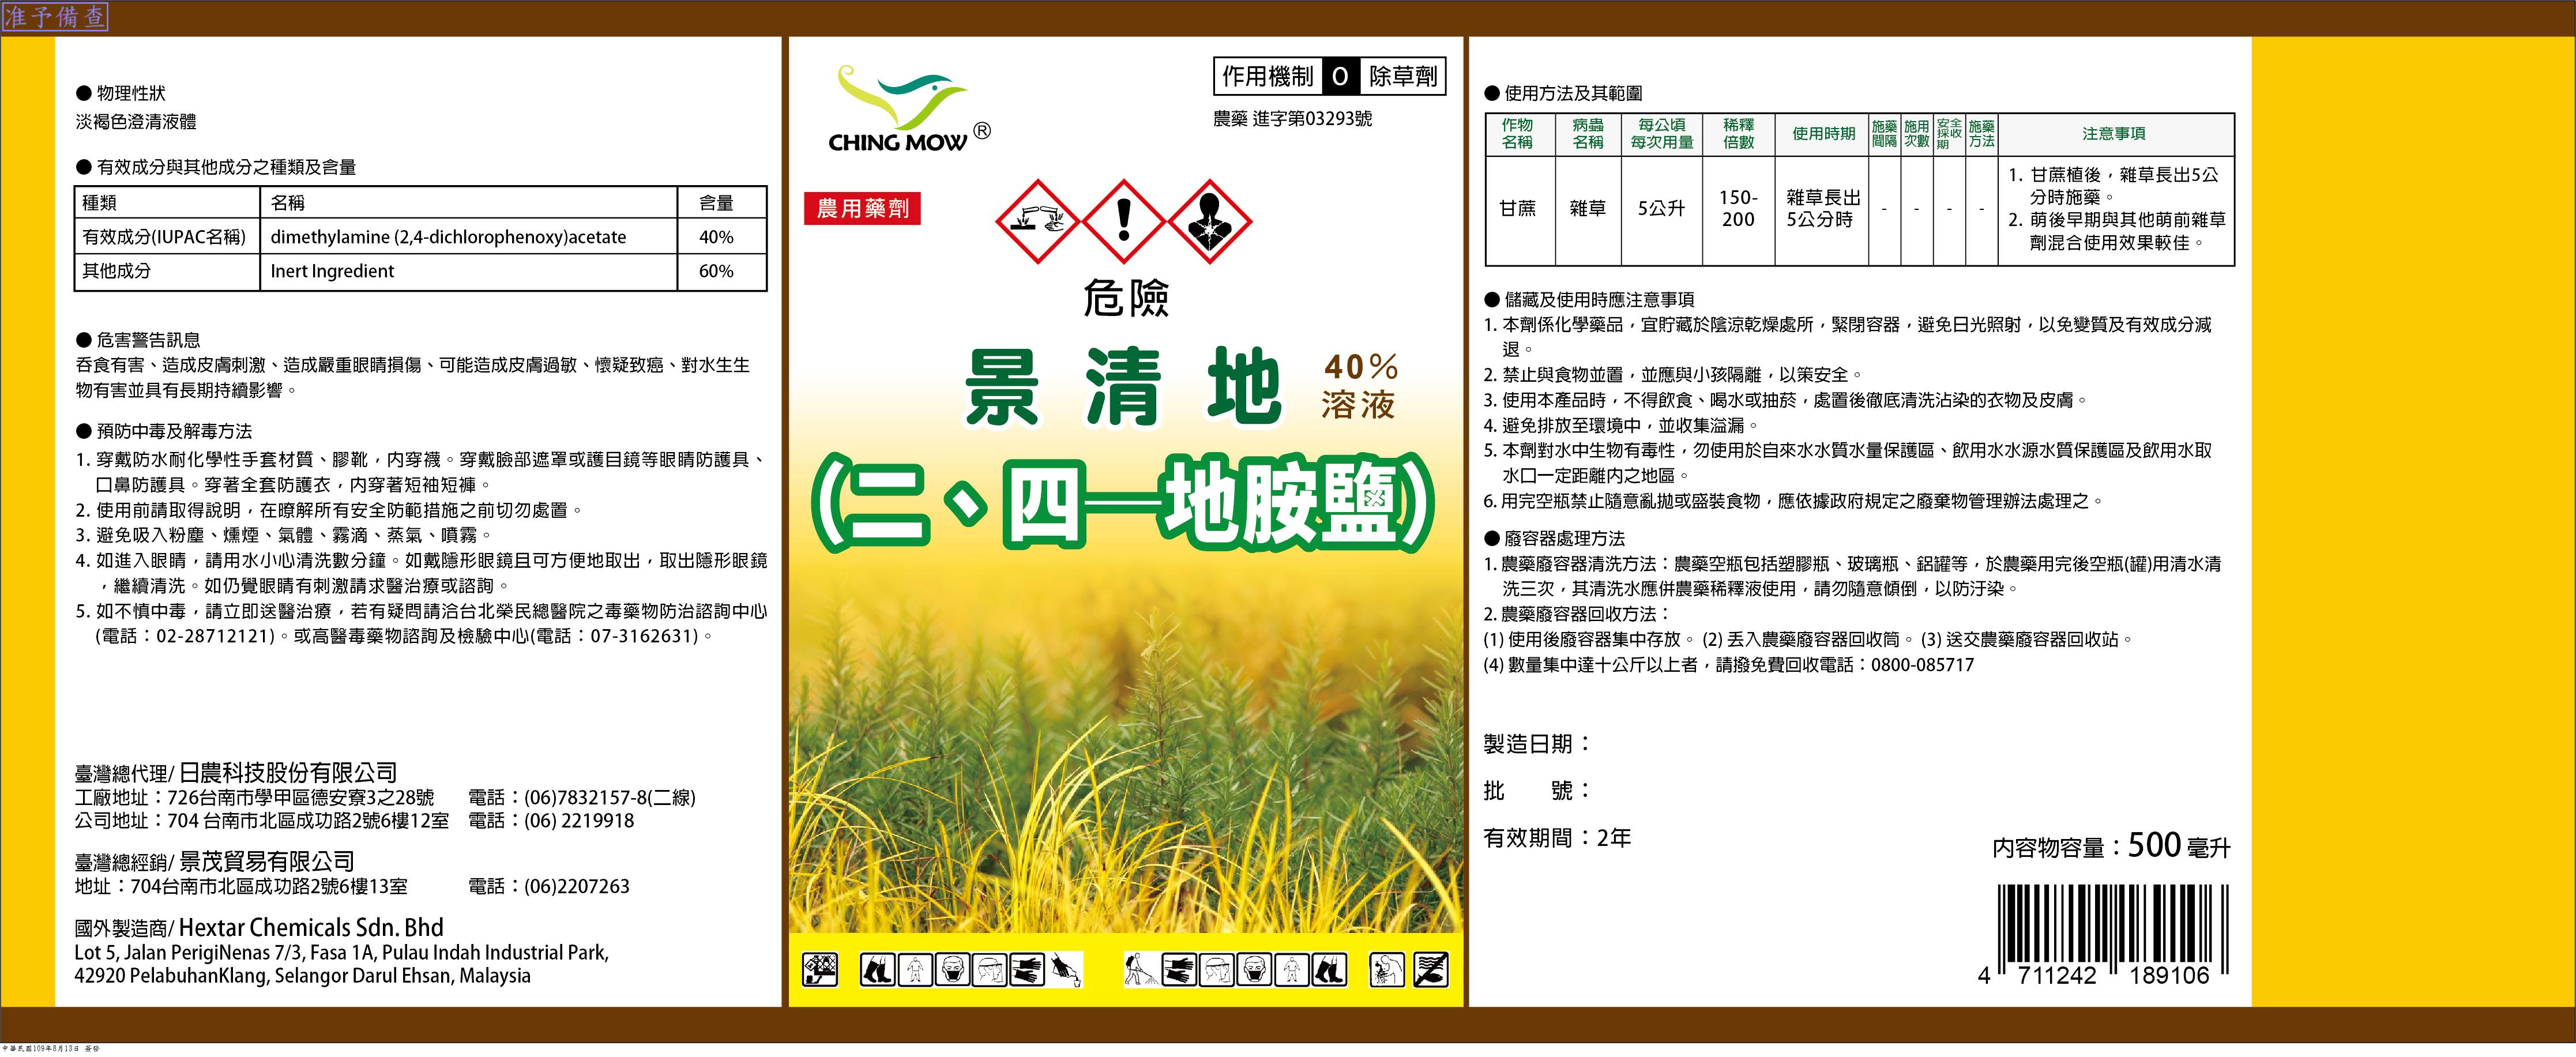 准予備查
● 物理性狀
淡褐色澄清液體
● 有效成分與其他成分之種類及含量
種類 名稱 含量
有效成分(IUPAC名稱) dimethylamine (2,4-dichlorophenoxy)acetate 40%
其他成分 Inert Ingredient 60%
● 危害警告訊息
吞食有害、造成皮膚刺激、造成嚴重眼睛損傷、可能造成皮膚過敏、懷疑致癌、對水生生
物有害並具有長期持續影響。
● 預防中毒及解毒方法
1. 穿戴防水耐化學性手套材質、膠靴，內穿襪。穿戴臉部遮罩或護目鏡等眼睛防護具、
口鼻防護具。穿著全套防護衣，內穿著短袖短褲。
2. 使用前請取得說明，在瞭解所有安全防範措施之前切勿處置。
3. 避免吸入粉塵、燻煙、氣體、霧滴、蒸氣、噴霧。
4. 如進入眼睛，請用水小心清洗數分鐘。如戴隱形眼鏡且可方便地取出，取出隱形眼鏡
，繼續清洗。如仍覺眼睛有刺激請求醫治療或諮詢。
5. 如不慎中毒，請立即送醫治療，若有疑問請洽台北榮民總醫院之毒藥物防治諮詢中心
(電話：02-28712121)。或高醫毒藥物諮詢及檢驗中心(電話：07-3162631)。
臺灣總代理/ 日農科技股份有限公司
工廠地址：726台南市學甲區德安寮3之28號 電話：(06)7832157-8(二線)
公司地址：704 台南市北區成功路2號6樓12室 電話：(06) 2219918
臺灣總經銷/ 景茂貿易有限公司
地址：704台南市北區成功路2號6樓13室 電話：(06)2207263
國外製造商/ Hextar Chemicals Sdn. Bhd
Lot 5, Jalan PerigiNenas 7/3, Fasa 1A, Pulau Indah Industrial Park,
42920 PelabuhanKlang, Selangor Darul Ehsan, Malaysia
CHING MOW ®
作用機制 O 除草劑
農藥 進字第03293號
農用藥劑
危險
景清地 40%
溶液
(二、四—地胺鹽)
● 使用方法及其範圍
作物名稱 病蟲名稱 每公頃每次用量 稀釋倍數 使用時期 施藥間隔 施用次數 安全採收期 施藥方法 注意事項
甘蔗 雜草 5公升 150-200 雜草長出5公分時 - - - -
1. 甘蔗植後，雜草長出5公
分時施藥。
2. 萌後早期與其他萌前雜草
劑混合使用效果較佳。
● 儲藏及使用時應注意事項
1. 本劑係化學藥品，宜貯藏於陰涼乾燥處所，緊閉容器，避免日光照射，以免變質及有效成分減
退。
2. 禁止與食物並置，並應與小孩隔離，以策安全。
3. 使用本產品時，不得飲食、喝水或抽菸，處置後徹底清洗沾染的衣物及皮膚。
4. 避免排放至環境中，並收集溢漏。
5. 本劑對水中生物有毒性，勿使用於自來水水質水量保護區、飲用水水源水質保護區及飲用水取
水口一定距離內之地區。
6. 用完空瓶禁止隨意亂拋或盛裝食物，應依據政府規定之廢棄物管理辦法處理之。
● 廢容器處理方法
1. 農藥廢容器清洗方法：農藥空瓶包括塑膠瓶、玻璃瓶、鋁罐等，於農藥用完後空瓶(罐)用清水清
洗三次，其清洗水應併農藥稀釋液使用，請勿隨意傾倒，以防汙染。
2. 農藥廢容器回收方法：
(1) 使用後廢容器集中存放。 (2) 丟入農藥廢容器回收筒。 (3) 送交農藥廢容器回收站。
(4) 數量集中達十公斤以上者，請撥免費回收電話：0800-085717
製造日期：
批　　號：
有效期間：2年
內容物容量：500 毫升
4 711242 189106
中華民國109年8月13日 簽發